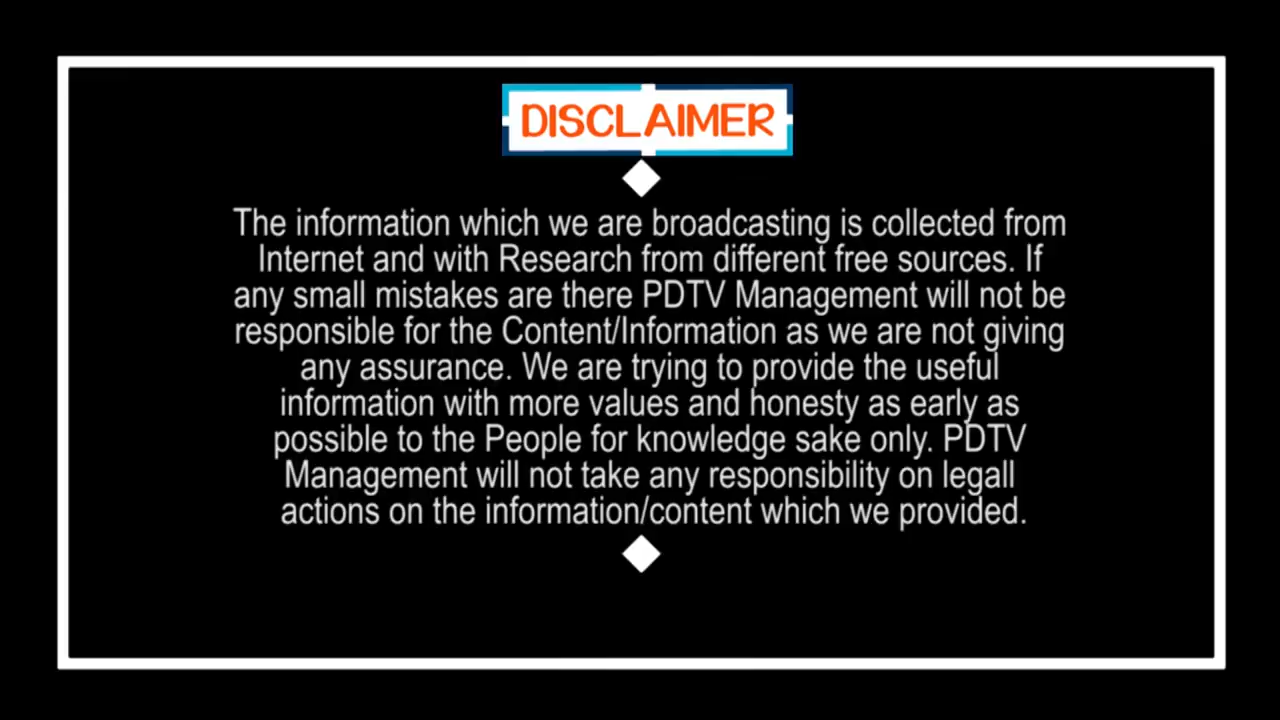 DISCLAIMER
The information which we are broadcasting is collected from
Internet and with Research from different free sources. If
any small mistakes are there PDTV Management will not be
responsible for the Content/Information as we are not giving
any assurance. We are trying to provide the useful
information with more values and honesty as early as
possible to the People for knowledge sake only. PDTV
Management will not take any responsibility on legall
actions on the information/content which we provided.